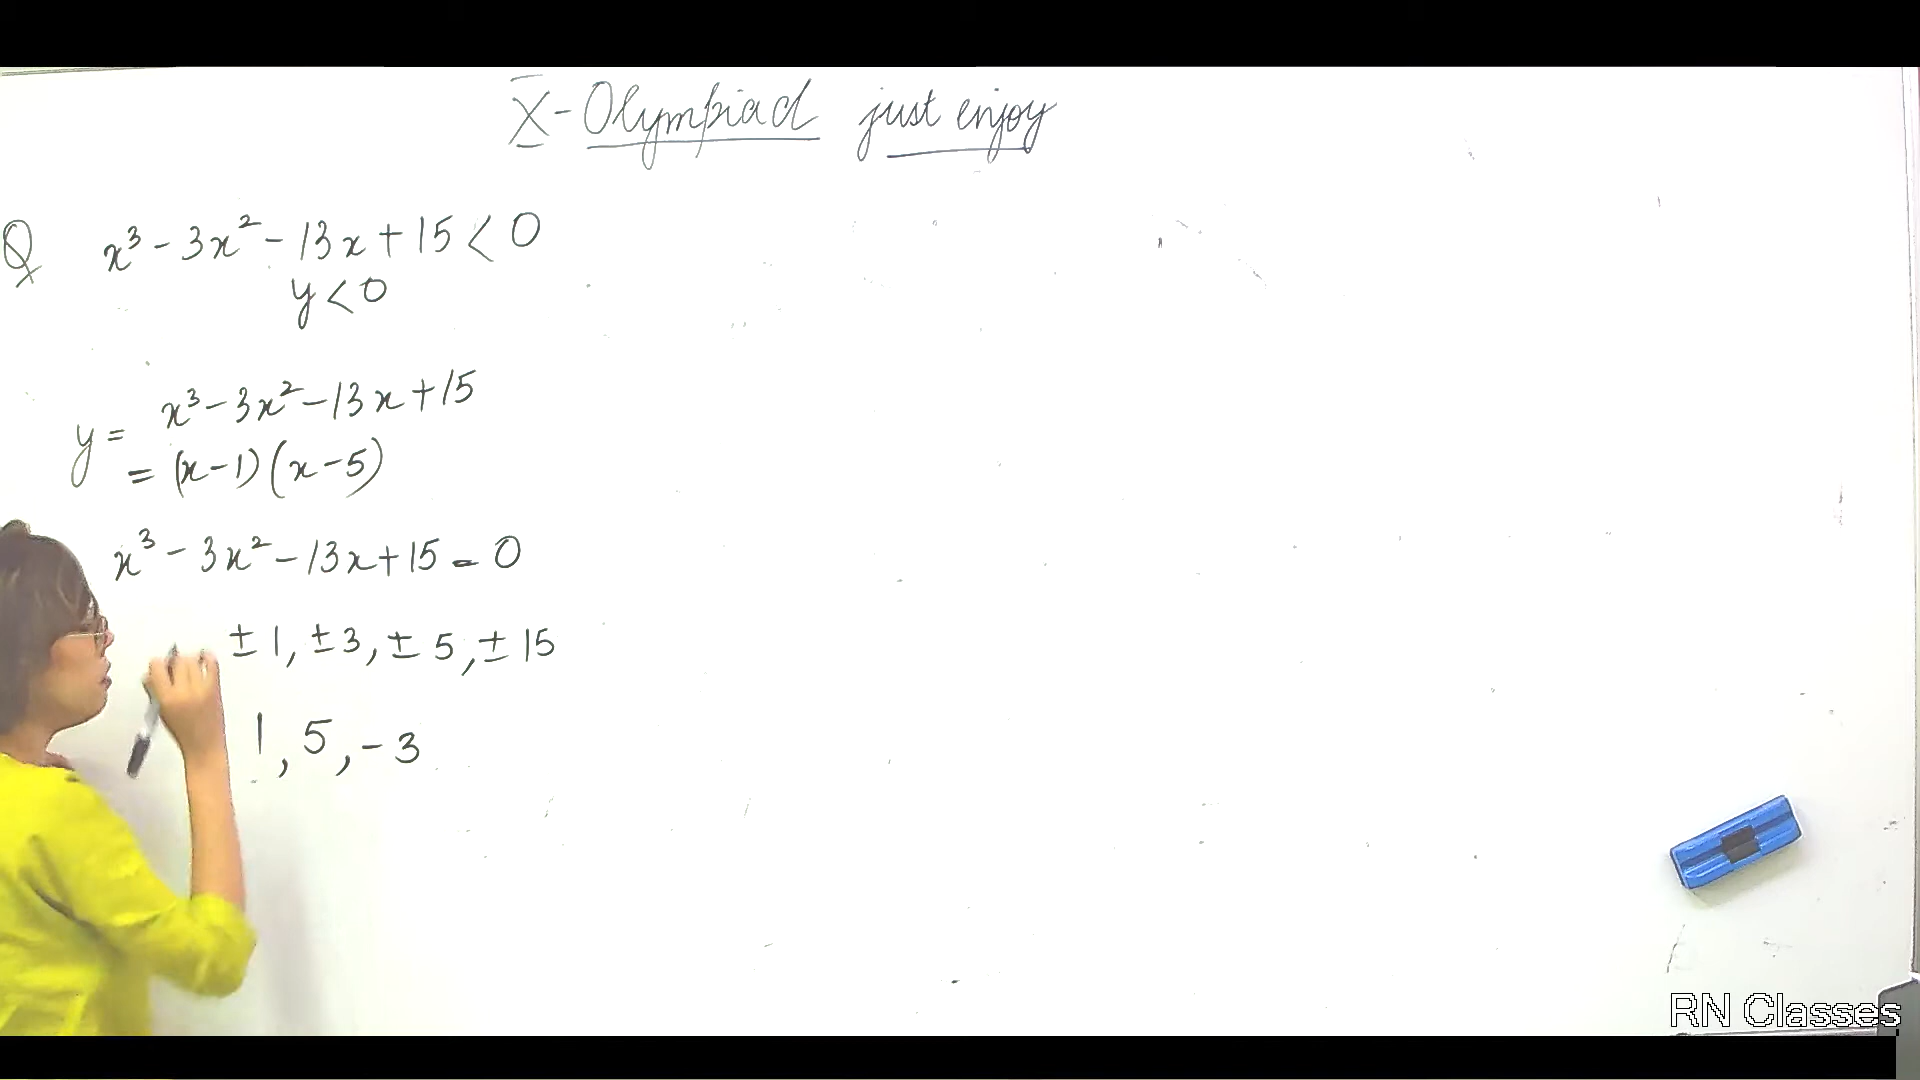 X - Olympiad just enjoy
Q x³ - 3x² - 13x + 15 < 0
y < 0
y = x³ - 3x² - 13x + 15
= (x - 1)(x - 5)
x³ - 3x² - 13x + 15 = 0
± 1, ± 3, ± 5, ± 15
1, 5, - 3
RN Classes